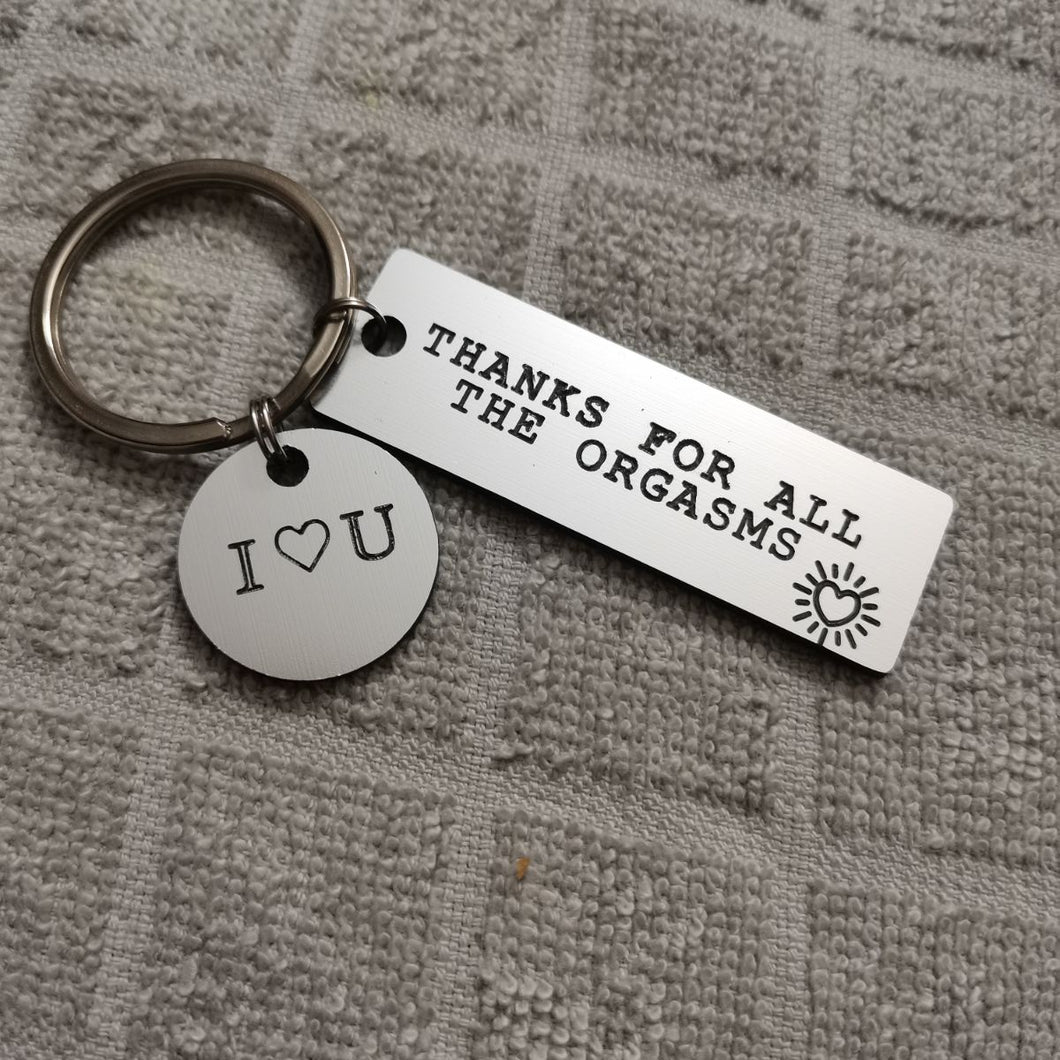 I ♡ U
THANKS FOR ALL
THE ORGASMS